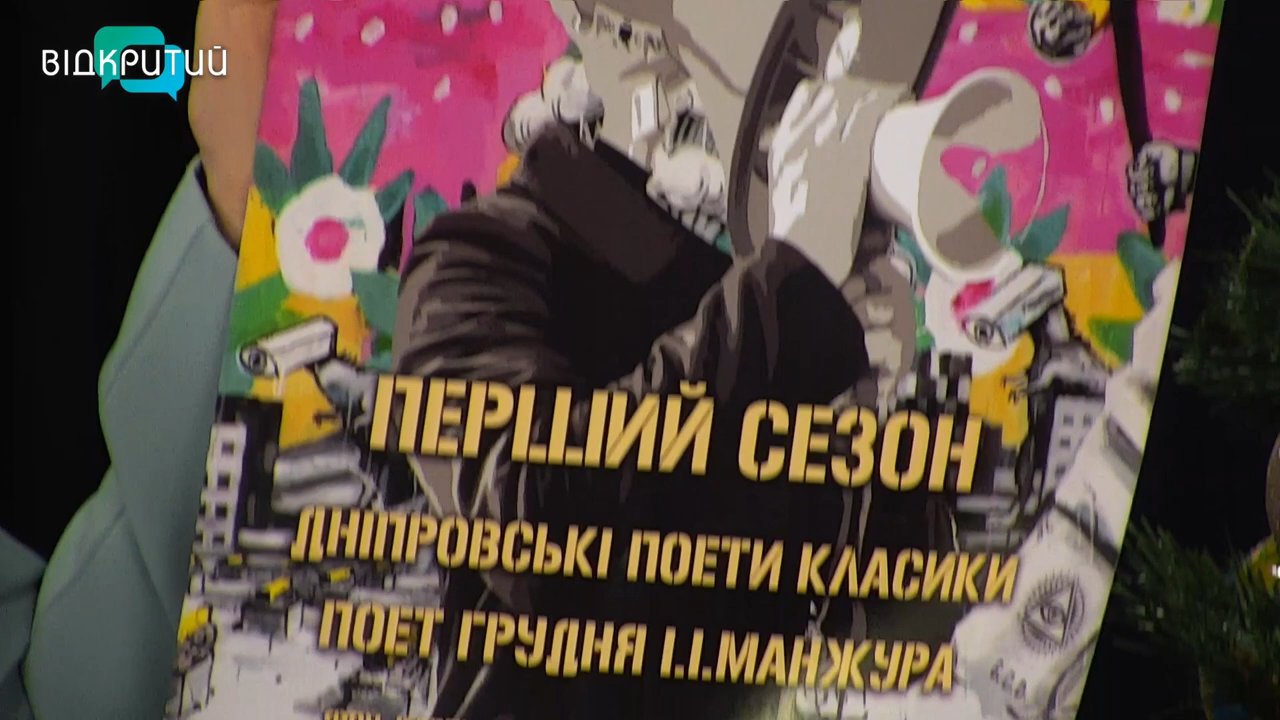 ВІДКРИТИЙ
ПЕРШИЙ СЕЗОН
ДНІПРОВСЬКІ ПОЕТИ КЛАСИКИ
ПОЕТ ГРУДНЯ І.І.МАНЖУРА